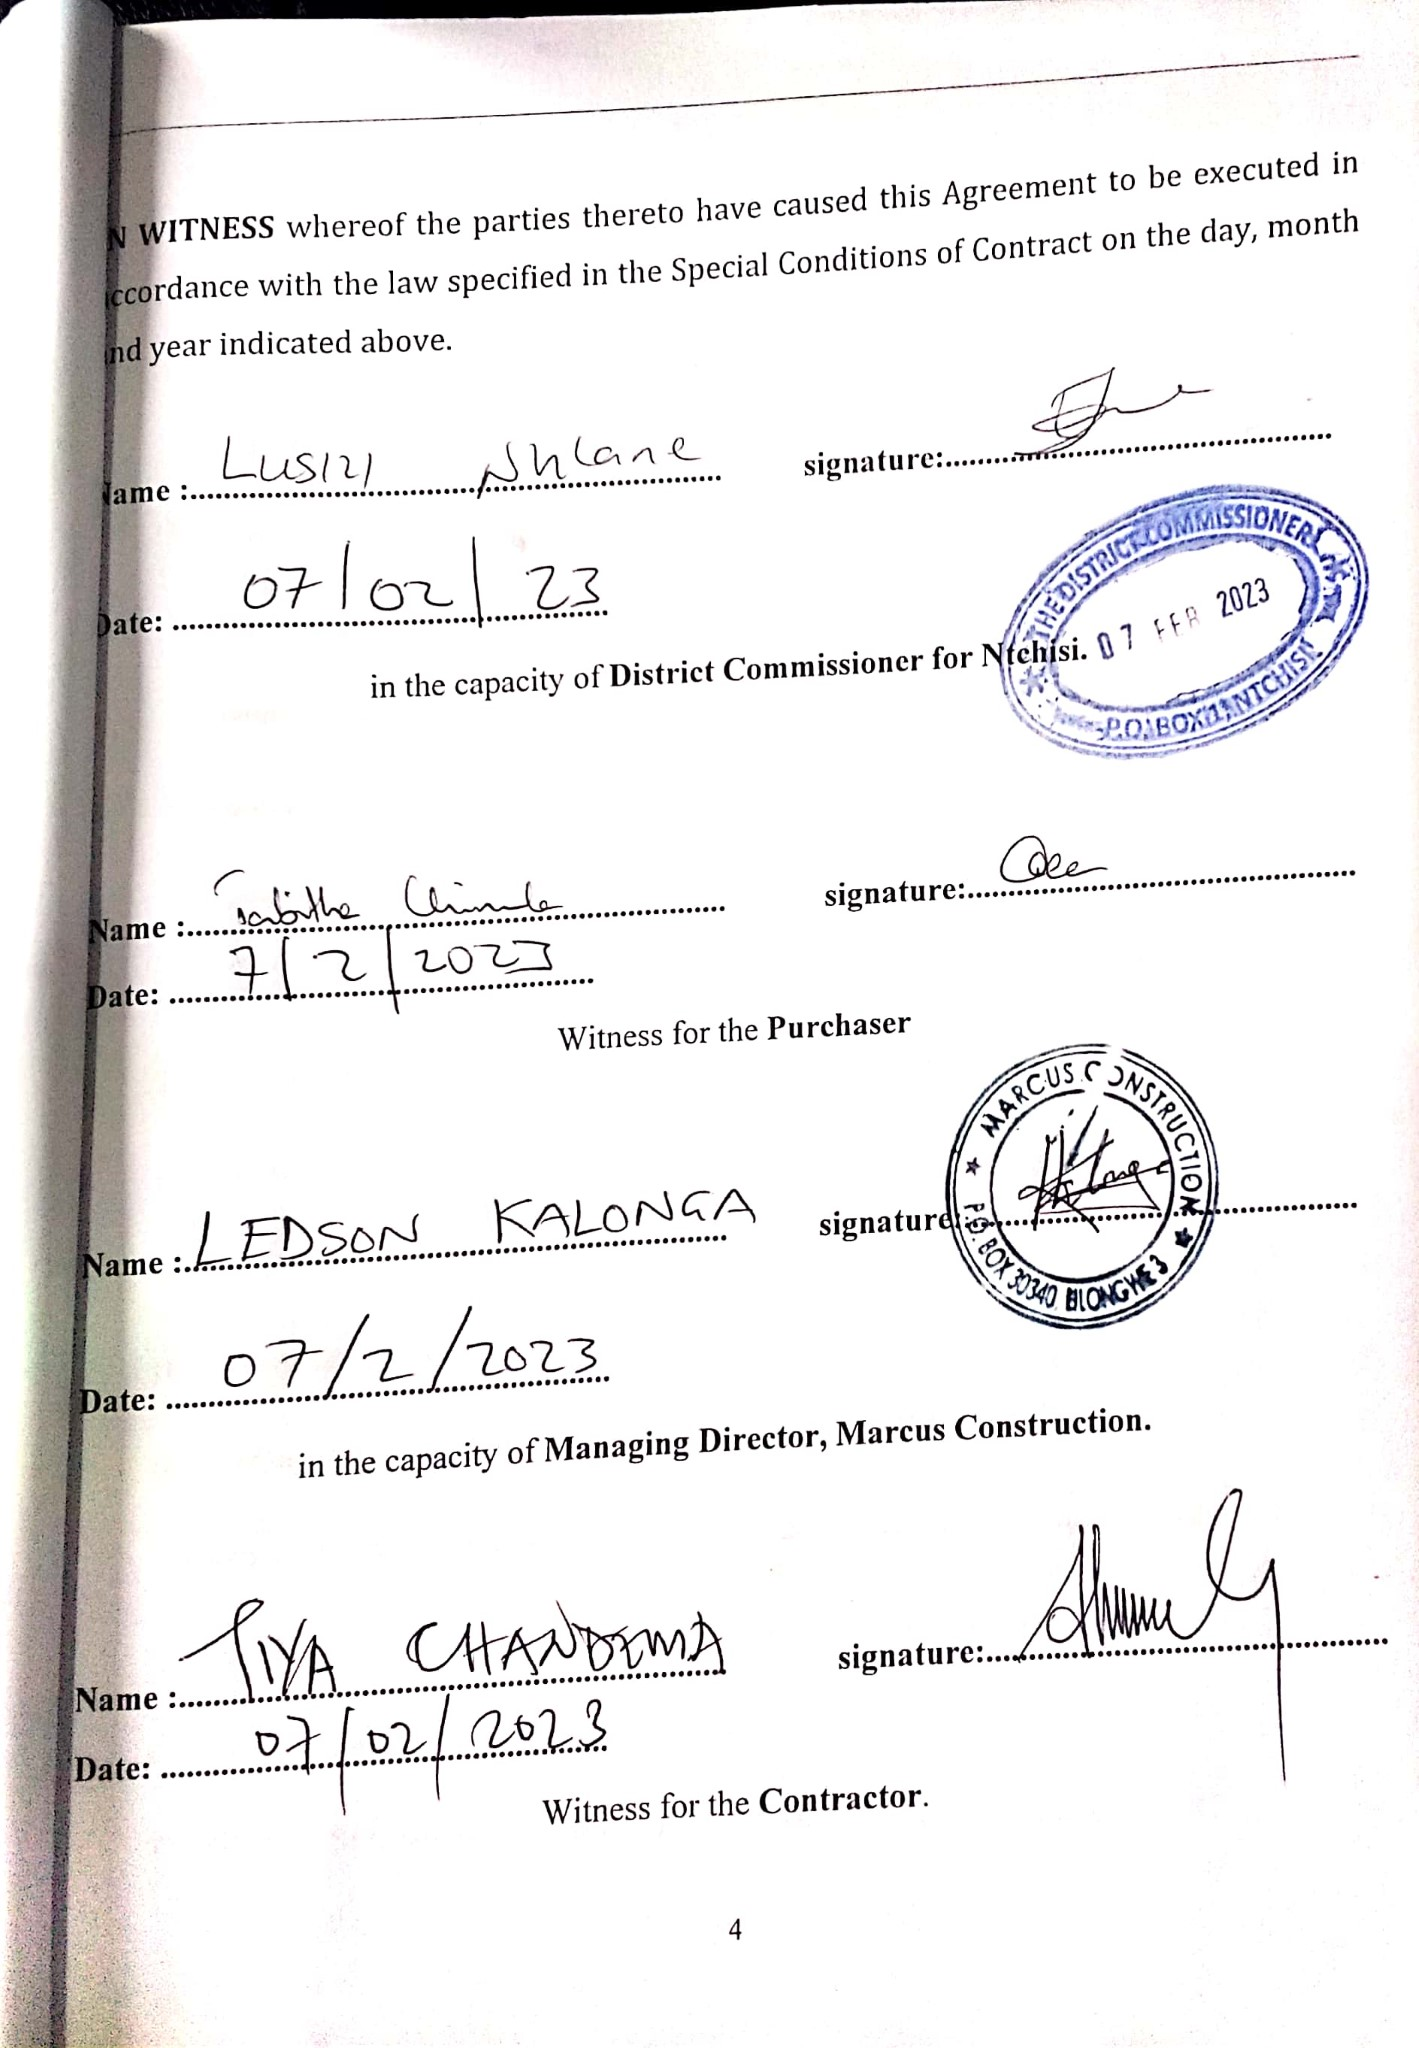 N WITNESS whereof the parties thereto have caused this Agreement to be executed in
ccordance with the law specified in the Special Conditions of Contract on the day, month
nd year indicated above.
Name :..... Lusizi Nhlane signature:.....
THE DISTRICT COMMISSIONER
Date: ..... 07/02/23
07 FEB 2023
in the capacity of District Commissioner for Ntchisi.
P.O. BOX 1, NTCHISI
Name :..... Tabitha signature:.....
Date: ..... 7/2/2023
Witness for the Purchaser
MARCUS CONSTRUCTION
Name :..... LEDSON KALONGA signature:.....
P.O. BOX 30340 LILONGWE 3
Date: ..... 07/2/2023
in the capacity of Managing Director, Marcus Construction.
Name :..... TIYA CHANDEMA signature:.....
Date: ..... 07/02/2023
Witness for the Contractor.
4